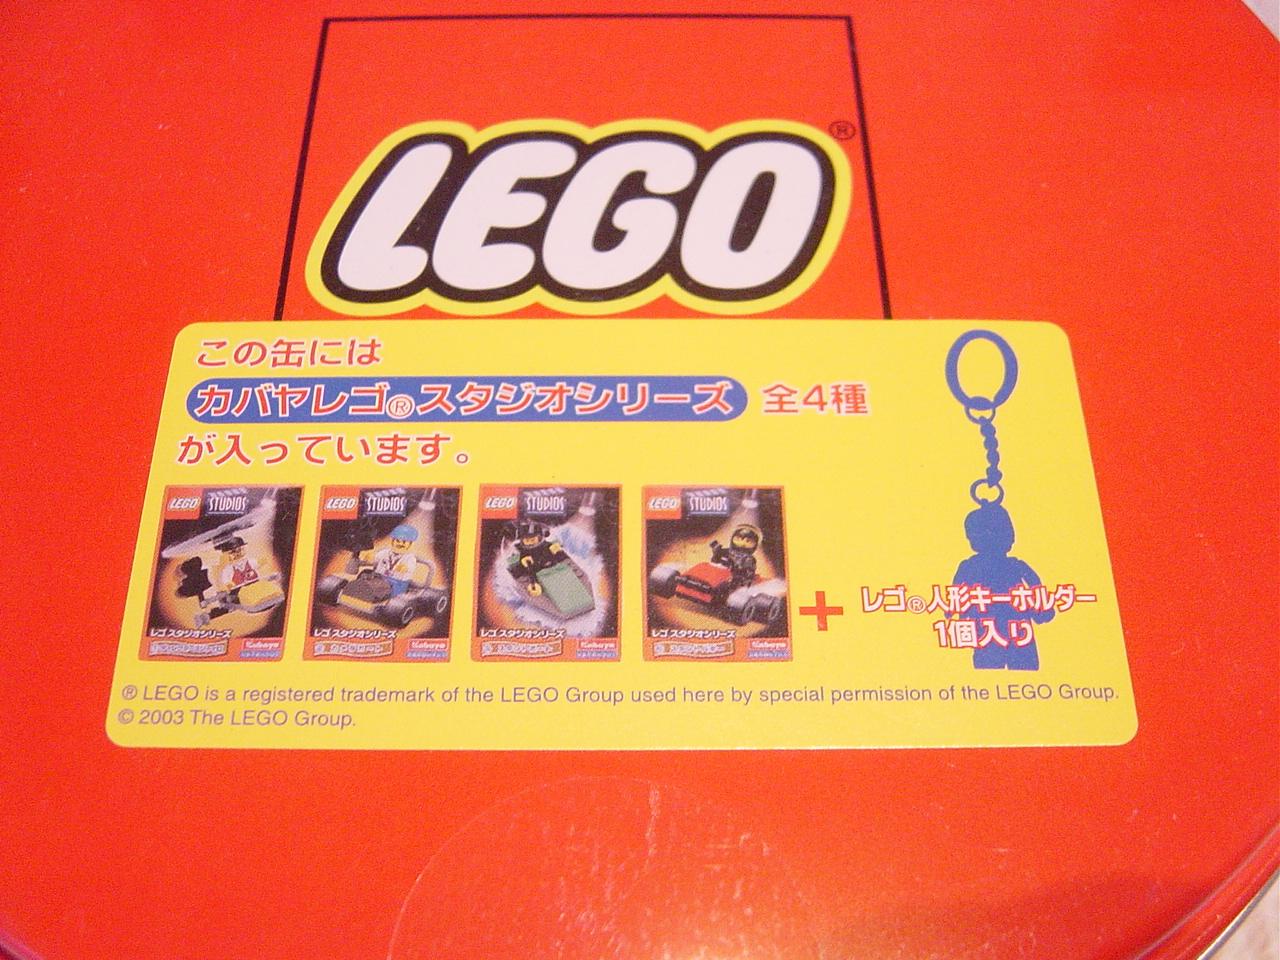 LEGO®
この缶には
カバヤレゴ®スタジオシリーズ 全4種
が入っています。
LEGO STUDIOS
LEGO STUDIOS
LEGO STUDIOS
LEGO STUDIOS
レゴ スタジオシリーズ
レゴ スタジオシリーズ
レゴ スタジオシリーズ
レゴ スタジオシリーズ
Kabaya
Kabaya
Kabaya
Kabaya
+
レゴ®人形キーホルダー
1個入り
® LEGO is a registered trademark of the LEGO Group used here by special permission of the LEGO Group.
© 2003 The LEGO Group.